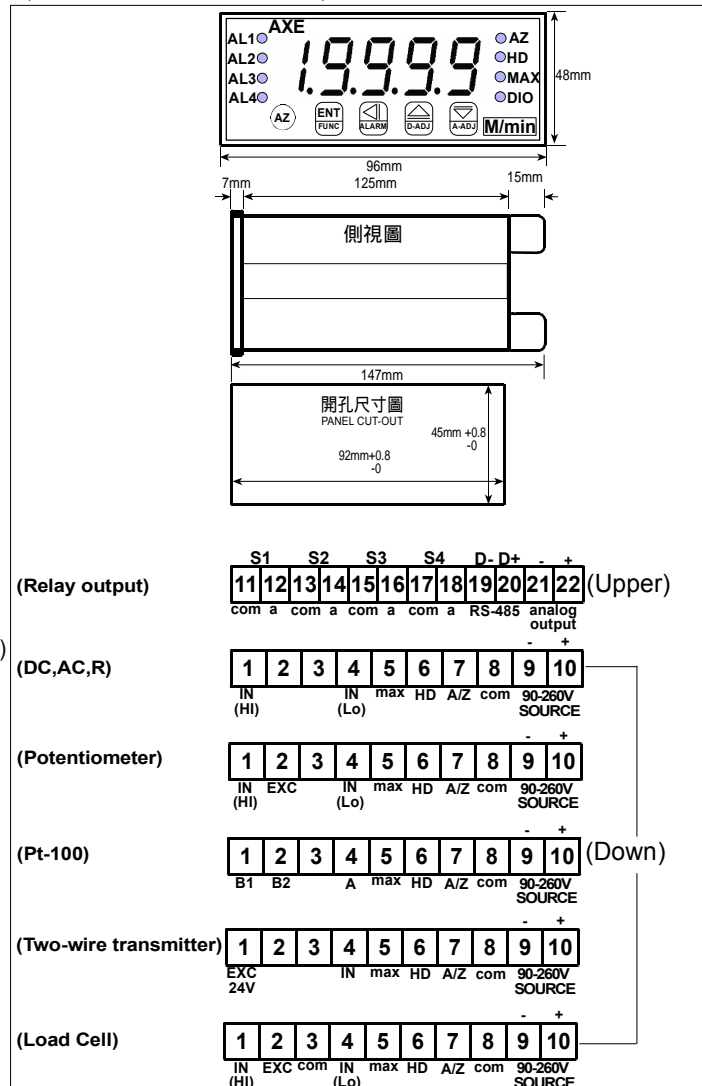 AXE
AL1
AL2
AL3
AL4
1.9.9.9.9
AZ
HD
MAX
DIO
48mm
AZ
ENT
FUNC
ALARM
D-ADJ
A-ADJ
M/min
96mm
7mm 125mm 15mm
側視圖
147mm
開孔尺寸圖
PANEL CUT-OUT
45mm +0.8
-0
92mm+0.8
-0
S1 S2 S3 S4 D- D+ - +
(Relay output) 11 12 13 14 15 16 17 18 19 20 21 22 (Upper)
com a com a com a com a RS-485 analog
output
)
- +
(DC,AC,R) 1 2 3 4 5 6 7 8 9 10
IN IN max HD A/Z com 90-260V
(HI) (Lo) SOURCE
- +
(Potentiometer) 1 2 3 4 5 6 7 8 9 10
IN EXC IN max HD A/Z com 90-260V
(HI) (Lo) SOURCE
- +
(Pt-100) 1 2 3 4 5 6 7 8 9 10 (Down)
B1 B2 A max HD A/Z com 90-260V
SOURCE
- +
(Two-wire transmitter) 1 2 3 4 5 6 7 8 9 10
EXC IN max HD A/Z com 90-260V
24V SOURCE
- +
(Load Cell) 1 2 3 4 5 6 7 8 9 10
IN EXC com IN max HD A/Z com 90-260V
(HI) (Lo) SOURCE